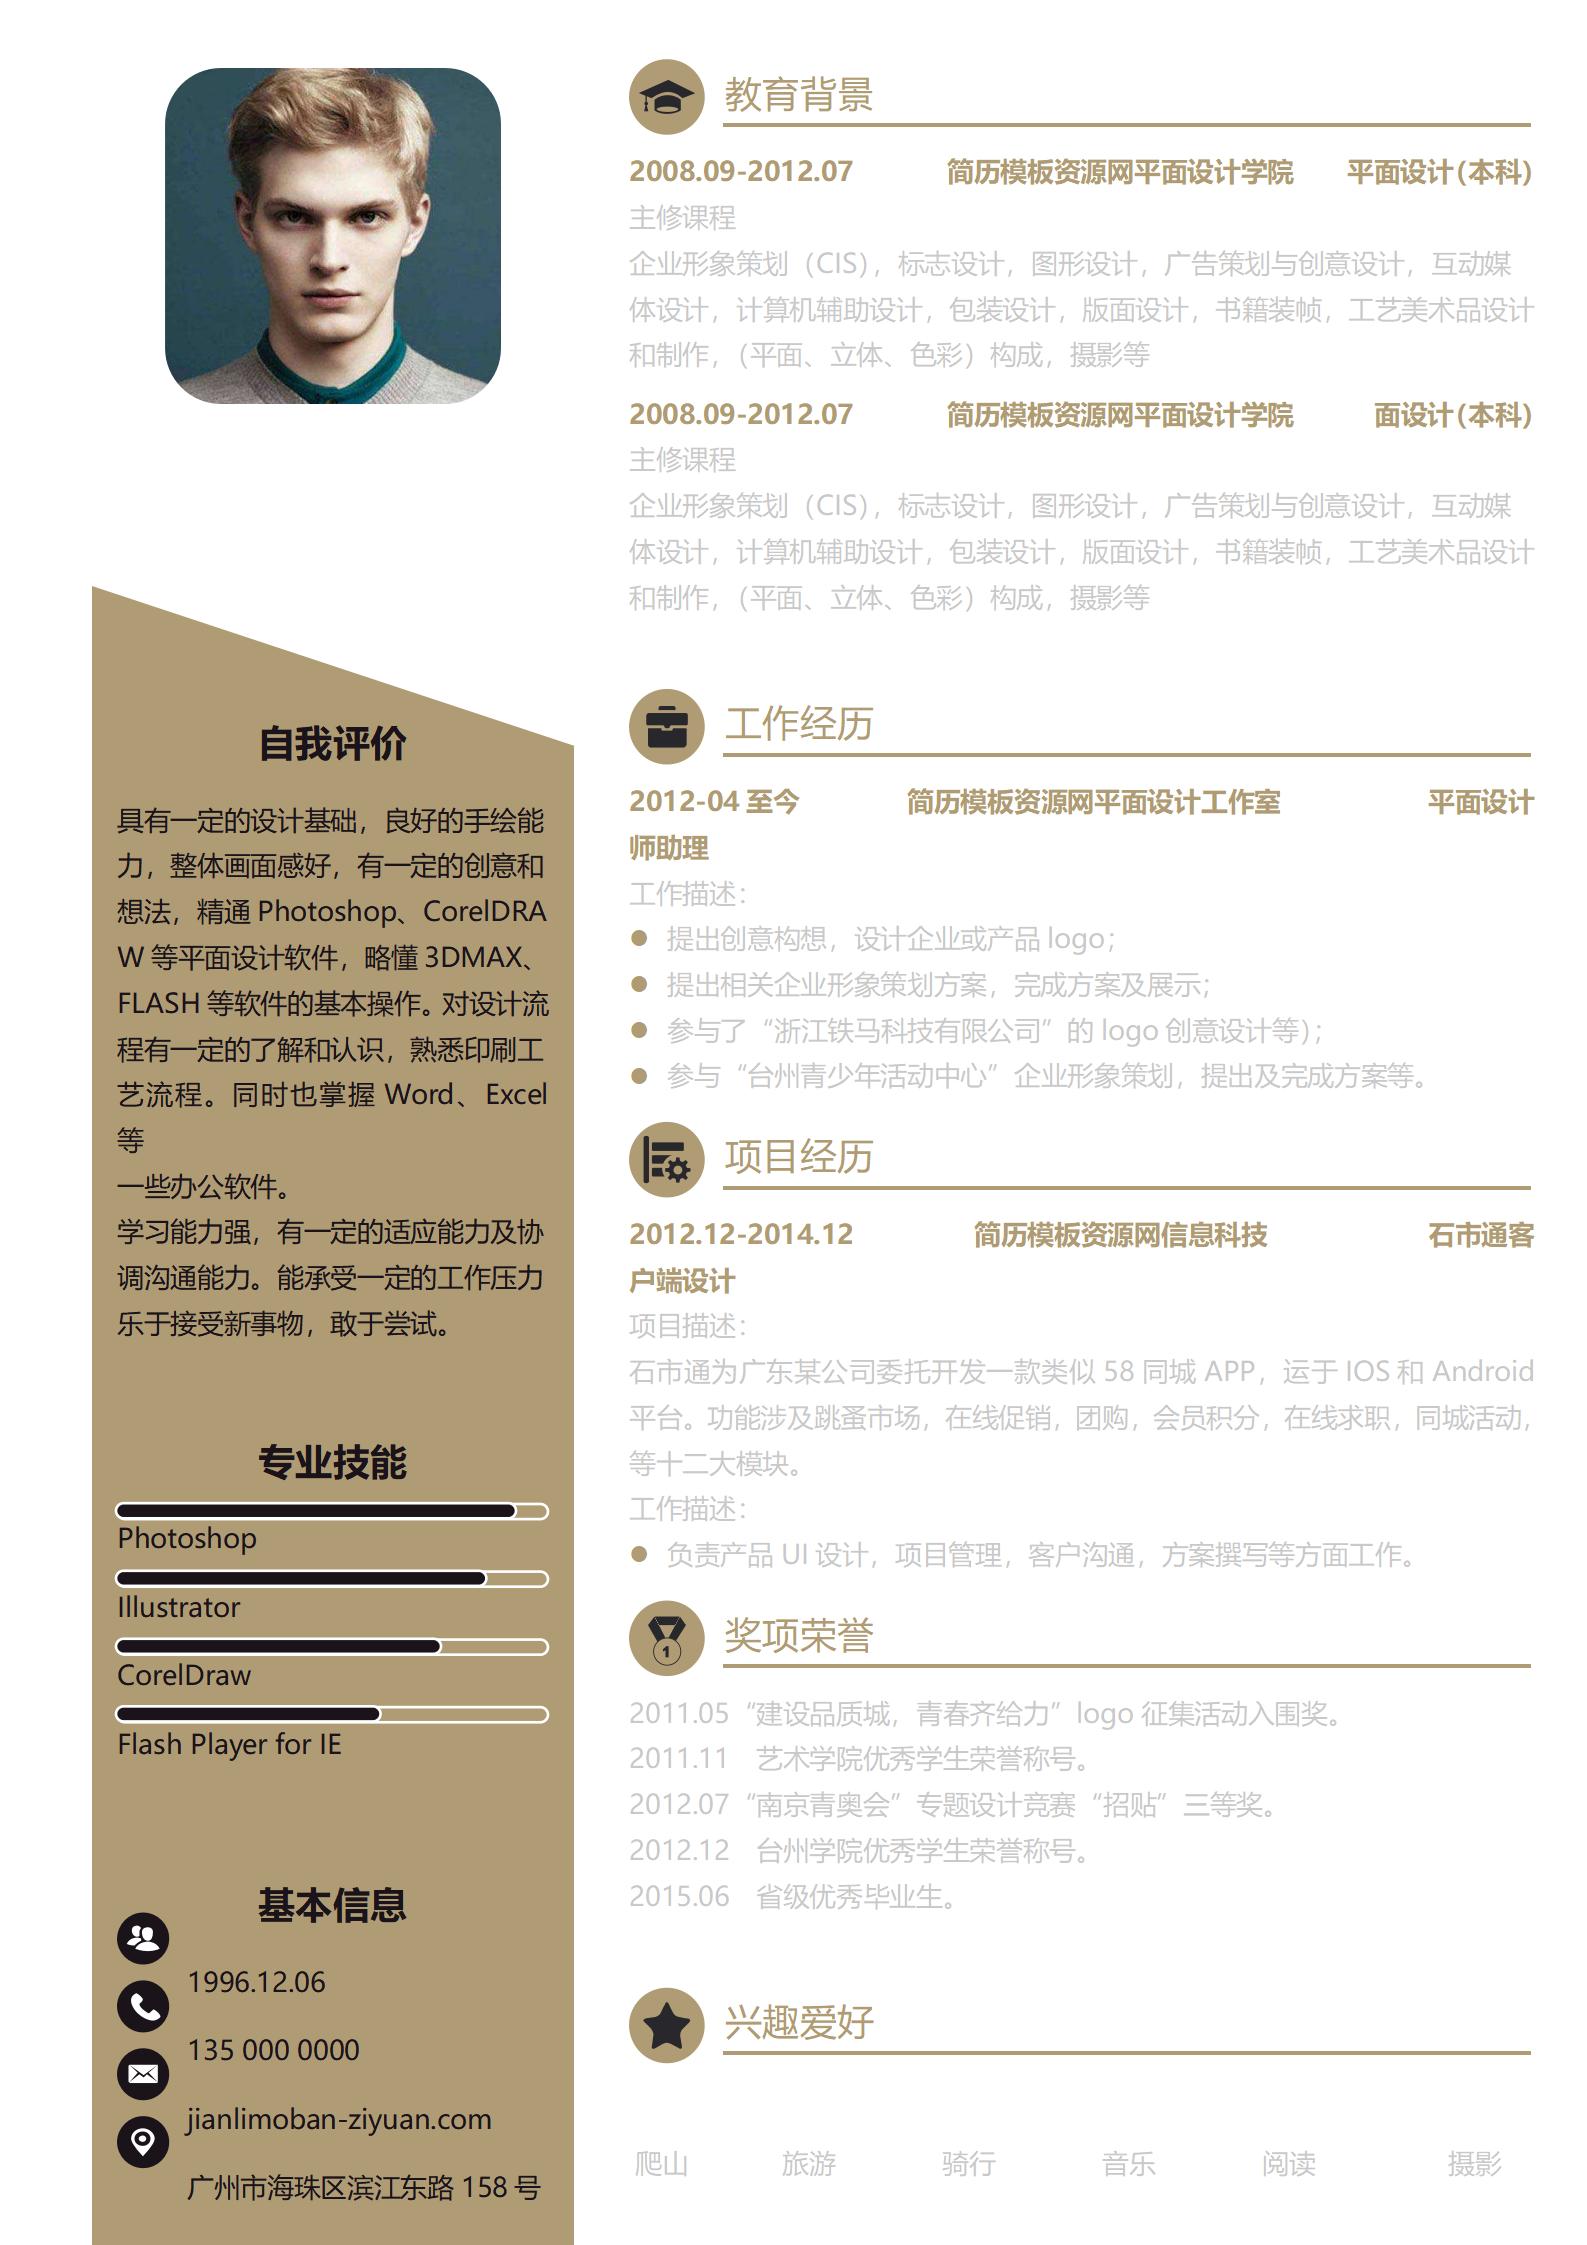 教育背景
2008.09-2012.07 简历模板资源网平面设计学院 平面设计(本科)
主修课程
企业形象策划（CIS），标志设计，图形设计，广告策划与创意设计，互动媒
体设计，计算机辅助设计，包装设计，版面设计，书籍装帧，工艺美术品设计
和制作，（平面、立体、色彩）构成，摄影等
2008.09-2012.07 简历模板资源网平面设计学院 面设计(本科)
主修课程
企业形象策划（CIS），标志设计，图形设计，广告策划与创意设计，互动媒
体设计，计算机辅助设计，包装设计，版面设计，书籍装帧，工艺美术品设计
和制作，（平面、立体、色彩）构成，摄影等
工作经历
2012-04 至今 简历模板资源网平面设计工作室 平面设计
师助理
工作描述：
● 提出创意构想，设计企业或产品 logo；
● 提出相关企业形象策划方案，完成方案及展示；
● 参与了“浙江铁马科技有限公司”的 logo 创意设计等）；
● 参与“台州青少年活动中心”企业形象策划，提出及完成方案等。
项目经历
2012.12-2014.12 简历模板资源网信息科技 石市通客
户端设计
项目描述：
石市通为广东某公司委托开发一款类似 58 同城 APP，运于 IOS 和 Android
平台。功能涉及跳蚤市场，在线促销，团购，会员积分，在线求职，同城活动，
等十二大模块。
工作描述：
● 负责产品 UI 设计，项目管理，客户沟通，方案撰写等方面工作。
奖项荣誉
2011.05“建设品质城，青春齐给力”logo 征集活动入围奖。
2011.11 艺术学院优秀学生荣誉称号。
2012.07“南京青奥会”专题设计竞赛“招贴”三等奖。
2012.12 台州学院优秀学生荣誉称号。
2015.06 省级优秀毕业生。
兴趣爱好
爬山 旅游 骑行 音乐 阅读 摄影
自我评价
具有一定的设计基础，良好的手绘能
力，整体画面感好，有一定的创意和
想法，精通 Photoshop、CorelDRA
W 等平面设计软件，略懂 3DMAX、
FLASH 等软件的基本操作。对设计流
程有一定的了解和认识，熟悉印刷工
艺流程。同时也掌握 Word、Excel
等
一些办公软件。
学习能力强，有一定的适应能力及协
调沟通能力。能承受一定的工作压力
乐于接受新事物，敢于尝试。
专业技能
Photoshop
Illustrator
CorelDraw
Flash Player for IE
基本信息
1996.12.06
135 000 0000
jianlimoban-ziyuan.com
广州市海珠区滨江东路 158 号